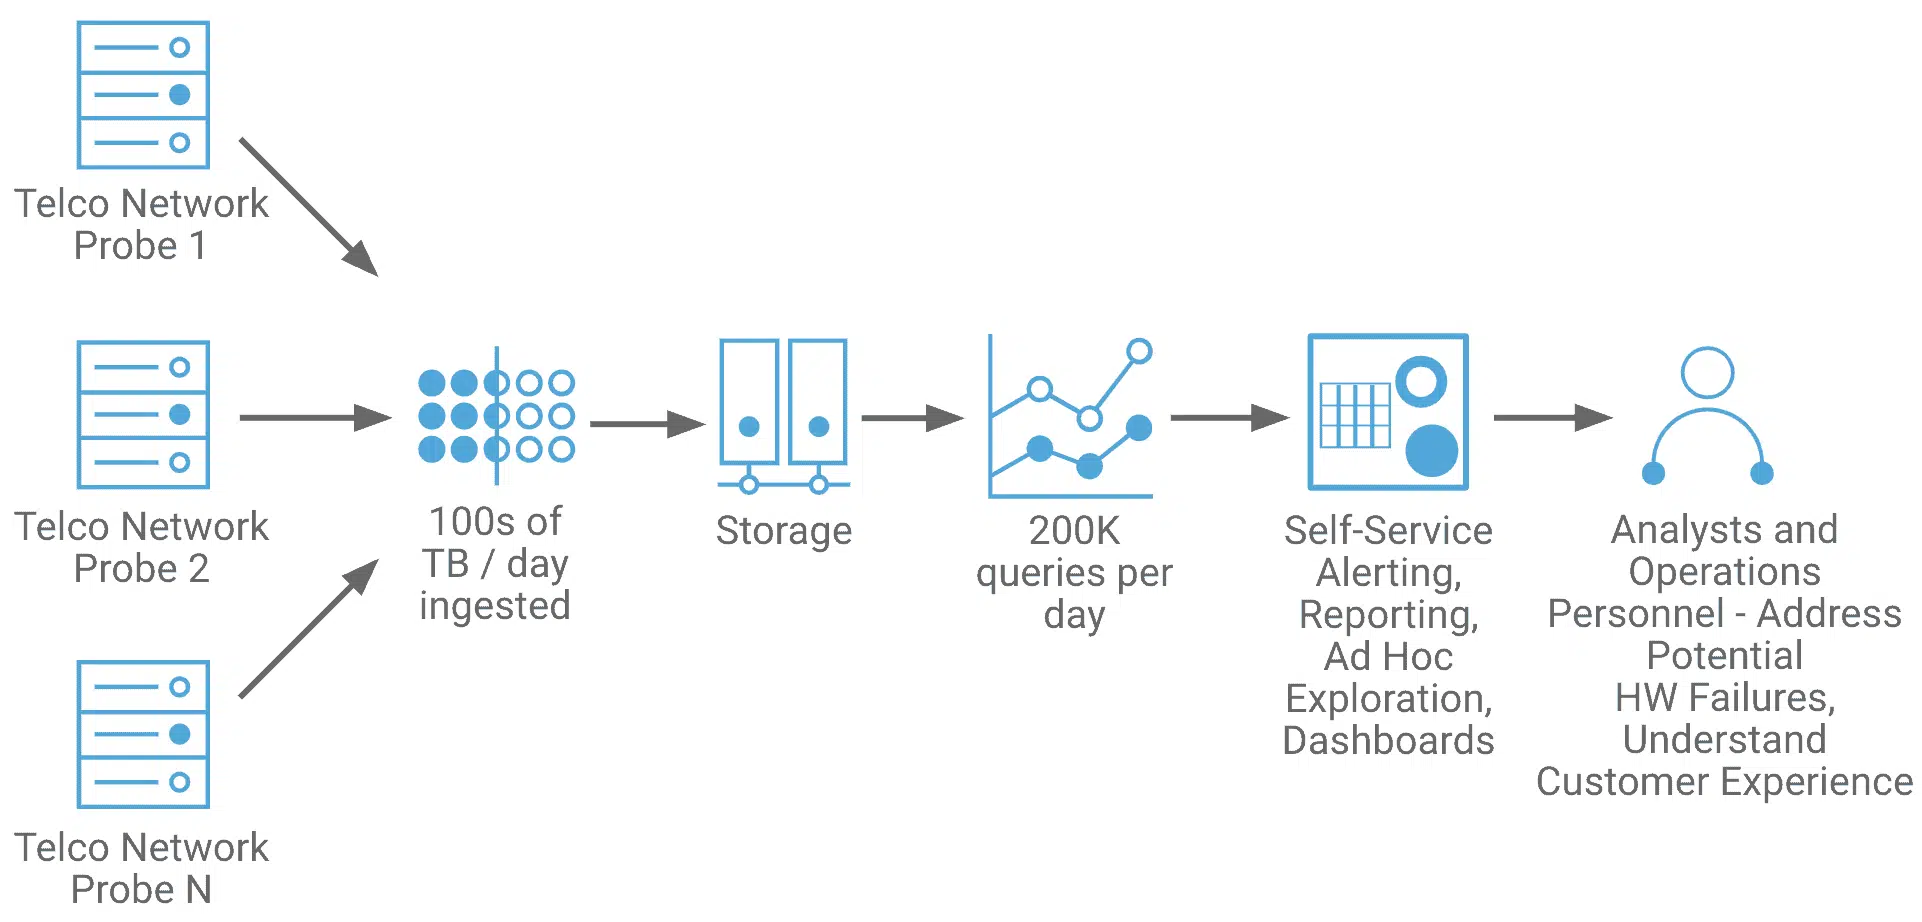 Telco Network
Probe 1
Telco Network
Probe 2
Telco Network
Probe N
100s of
TB / day
ingested
Storage
200K
queries per
day
Self-Service
Alerting,
Reporting,
Ad Hoc
Exploration,
Dashboards
Analysts and
Operations
Personnel - Address
Potential
HW Failures,
Understand
Customer Experience